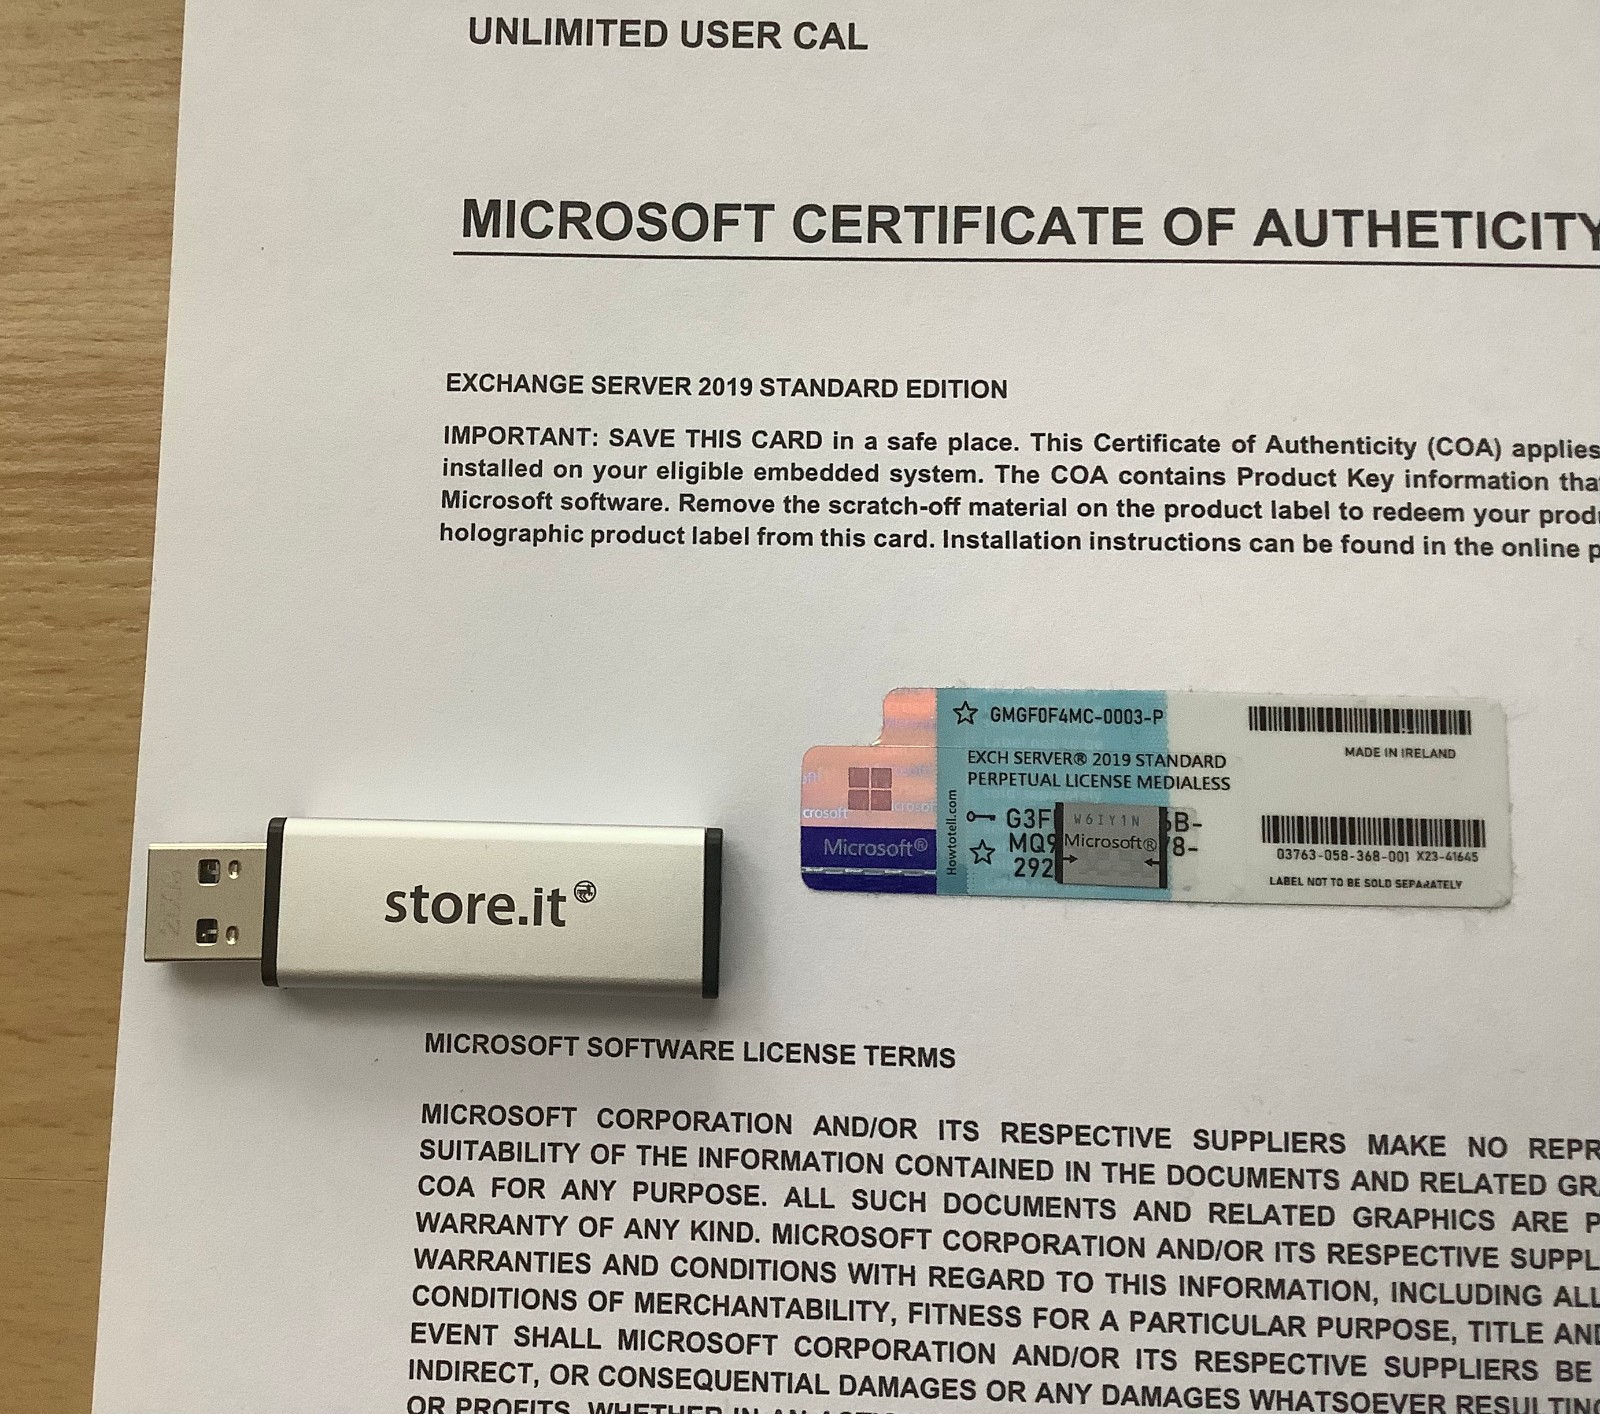 UNLIMITED USER CAL
MICROSOFT CERTIFICATE OF AUTHETICITY
EXCHANGE SERVER 2019 STANDARD EDITION
IMPORTANT: SAVE THIS CARD in a safe place. This Certificate of Authenticity (COA) applies
installed on your eligible embedded system. The COA contains Product Key information
Microsoft software. Remove the scratch-off material on the product label to redeem your
holographic product label from this card. Installation instructions can be found in the online
GMGF0F4MC-0003-P
MADE IN IRELAND
EXCH SERVER® 2019 STANDARD
PERPETUAL LICENSE MEDIALESS
Howtotell.com
G3F W6IY1N B-
MQ9 Microsoft® 8-
292
Microsoft®
03763-058-368-001 X23-41645
LABEL NOT TO BE SOLD SEPARATELY
store.it
MICROSOFT SOFTWARE LICENSE TERMS
MICROSOFT CORPORATION AND/OR ITS RESPECTIVE SUPPLIERS MAKE NO
SUITABILITY OF THE INFORMATION CONTAINED IN THE DOCUMENTS AND RELATED
COA FOR ANY PURPOSE. ALL SUCH DOCUMENTS AND RELATED GRAPHICS ARE
WARRANTY OF ANY KIND. MICROSOFT CORPORATION AND/OR ITS RESPECTIVE
WARRANTIES AND CONDITIONS WITH REGARD TO THIS INFORMATION, INCLUDING ALL
CONDITIONS OF MERCHANTABILITY, FITNESS FOR A PARTICULAR PURPOSE, TITLE AND
EVENT SHALL MICROSOFT CORPORATION AND/OR ITS RESPECTIVE SUPPLIERS BE
INDIRECT, OR CONSEQUENTIAL DAMAGES OR ANY DAMAGES WHATSOEVER
OR PROFITS, WHETHER IN AN